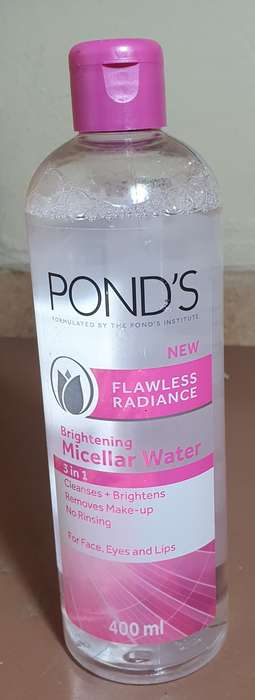 POND'S
FORMULATED BY THE POND'S INSTITUTE
NEW
FLAWLESS
RADIANCE
Brightening
Micellar Water
3 in 1
Cleanses + Brightens
Removes Make-up
No Rinsing
For Face, Eyes and Lips
400 ml